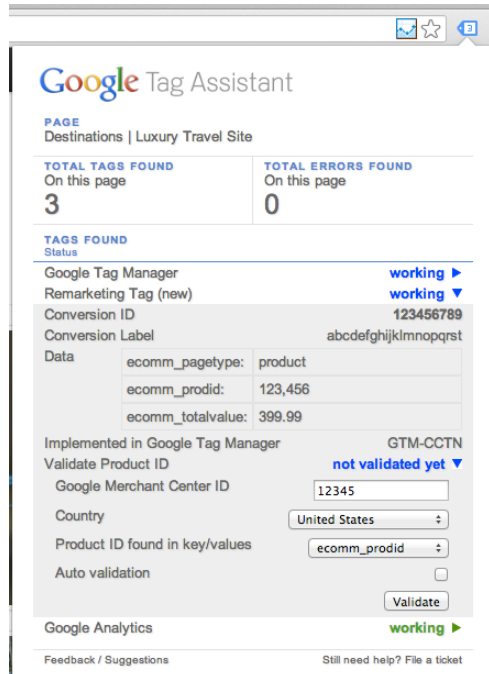 3
Google Tag Assistant
PAGE
Destinations | Luxury Travel Site
TOTAL TAGS FOUND TOTAL ERRORS FOUND
On this page On this page
3 0
TAGS FOUND
Status
Google Tag Manager working
Remarketing Tag (new) working
Conversion ID 123456789
Conversion Label abcdefghijklmnopqrst
Data ecomm_pagetype: product
ecomm_prodid: 123,456
ecomm_totalvalue: 399.99
Implemented in Google Tag Manager GTM-CCTN
Validate Product ID not validated yet
Google Merchant Center ID 12345
Country United States
Product ID found in key/values ecomm_prodid
Auto validation
Validate
Google Analytics working
Feedback / Suggestions Still need help? File a ticket